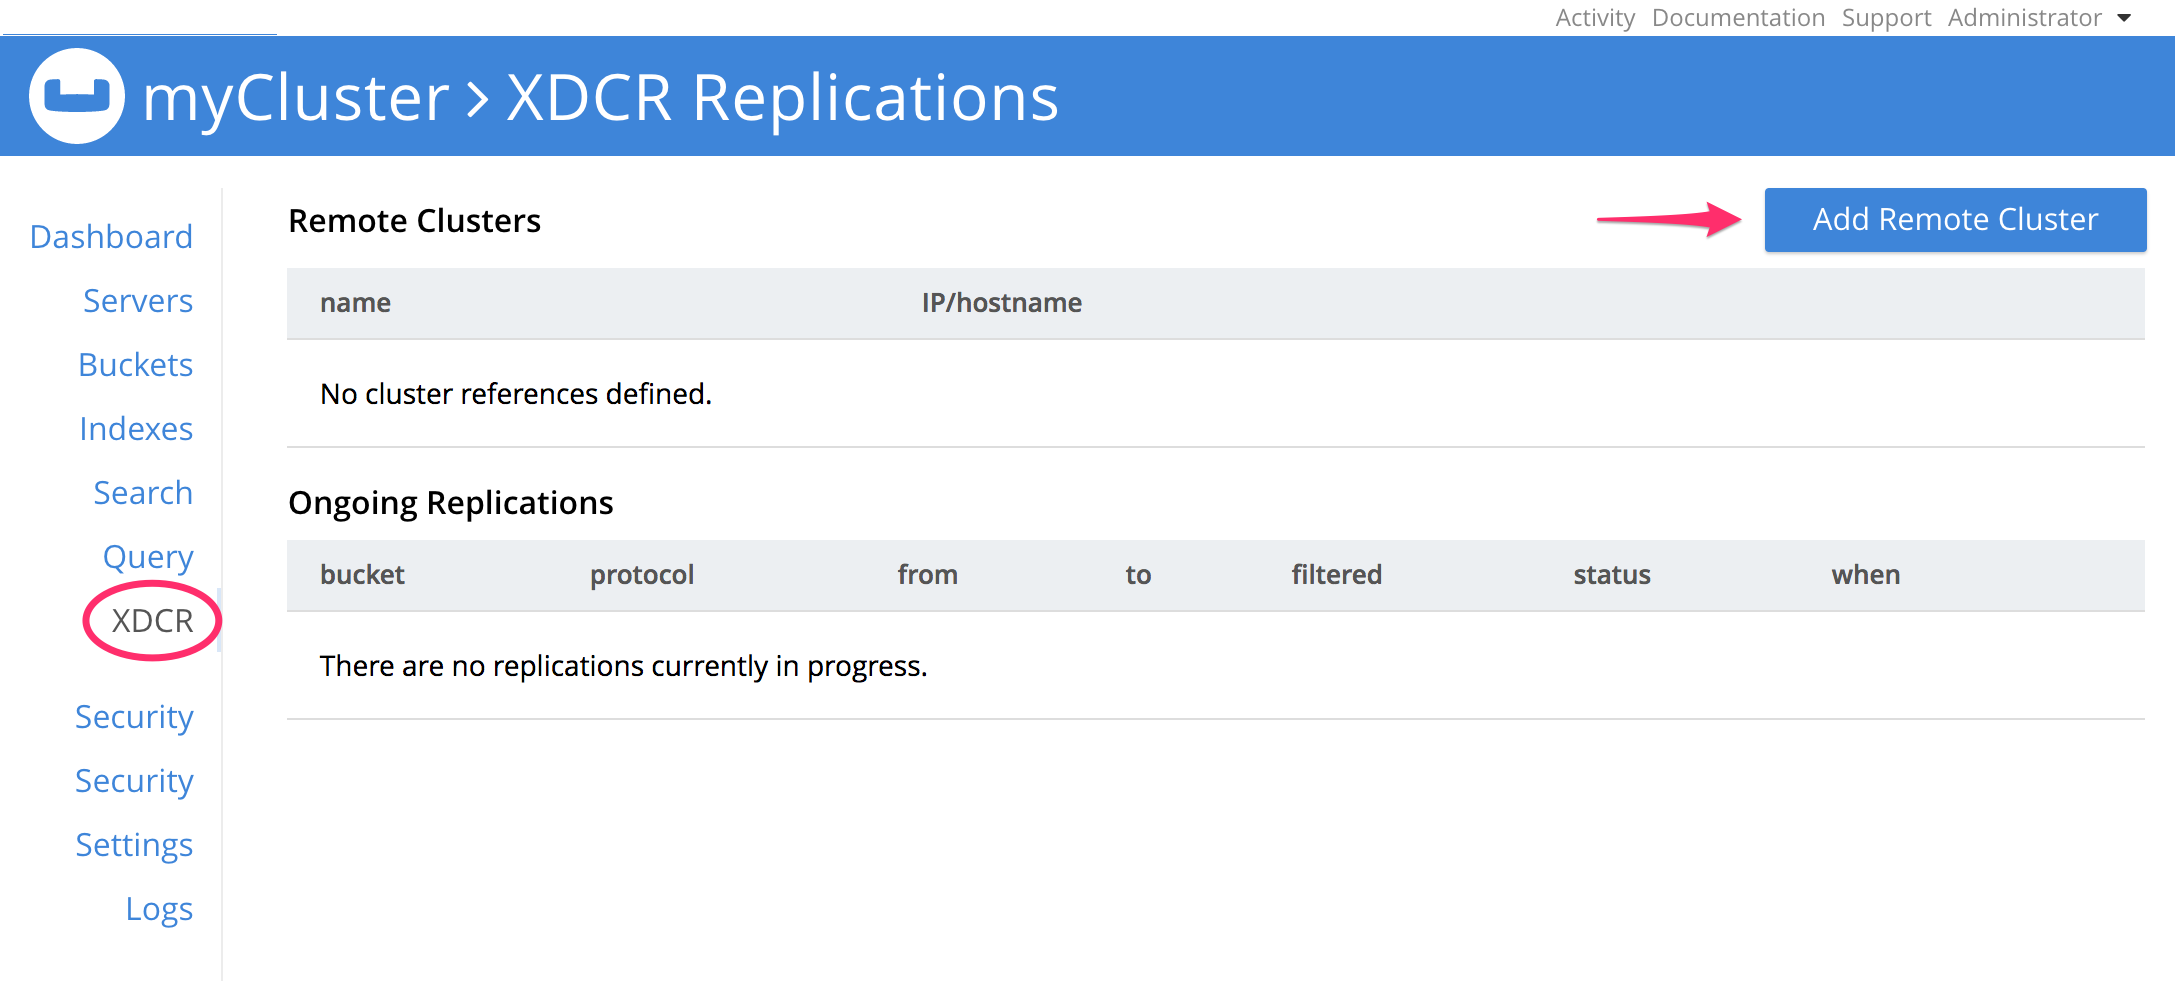 Activity Documentation Support Administrator
myCluster > XDCR Replications
Dashboard
Servers
Buckets
Indexes
Search
Query
XDCR
Security
Security
Settings
Logs
Remote Clusters
Add Remote Cluster
name IP/hostname
No cluster references defined.
Ongoing Replications
bucket protocol from to filtered status when
There are no replications currently in progress.